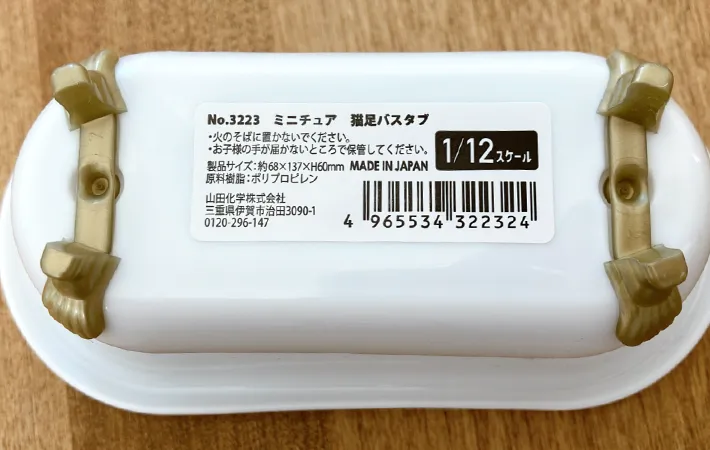 No.3223 ミニチュア 猫足バスタブ
・火のそばに置かないでください。
・お子様の手が届かないところで保管してください。
1/12スケール
製品サイズ：約68×137×H60mm MADE IN JAPAN
原料樹脂：ポリプロピレン
山田化学株式会社
三重県伊賀市治田3090-1
0120-296-147
4 965534 322324